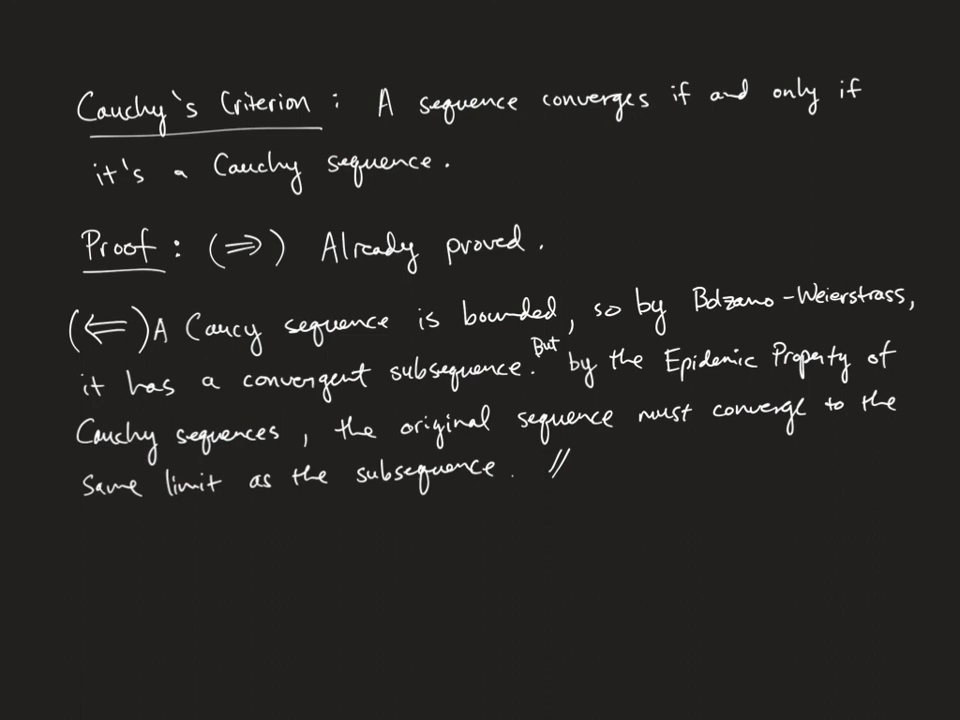 Cauchy's Criterion : A sequence converges if and only if
it's a Cauchy sequence.
Proof : (⇒) Already proved.
(⇐) A Caucy sequence is bounded, so by Bolzano-Weierstrass,
it has a convergent subsequence. But by the Epidemic Property of
Cauchy sequences, the original sequence must converge to the
same limit as the subsequence. //